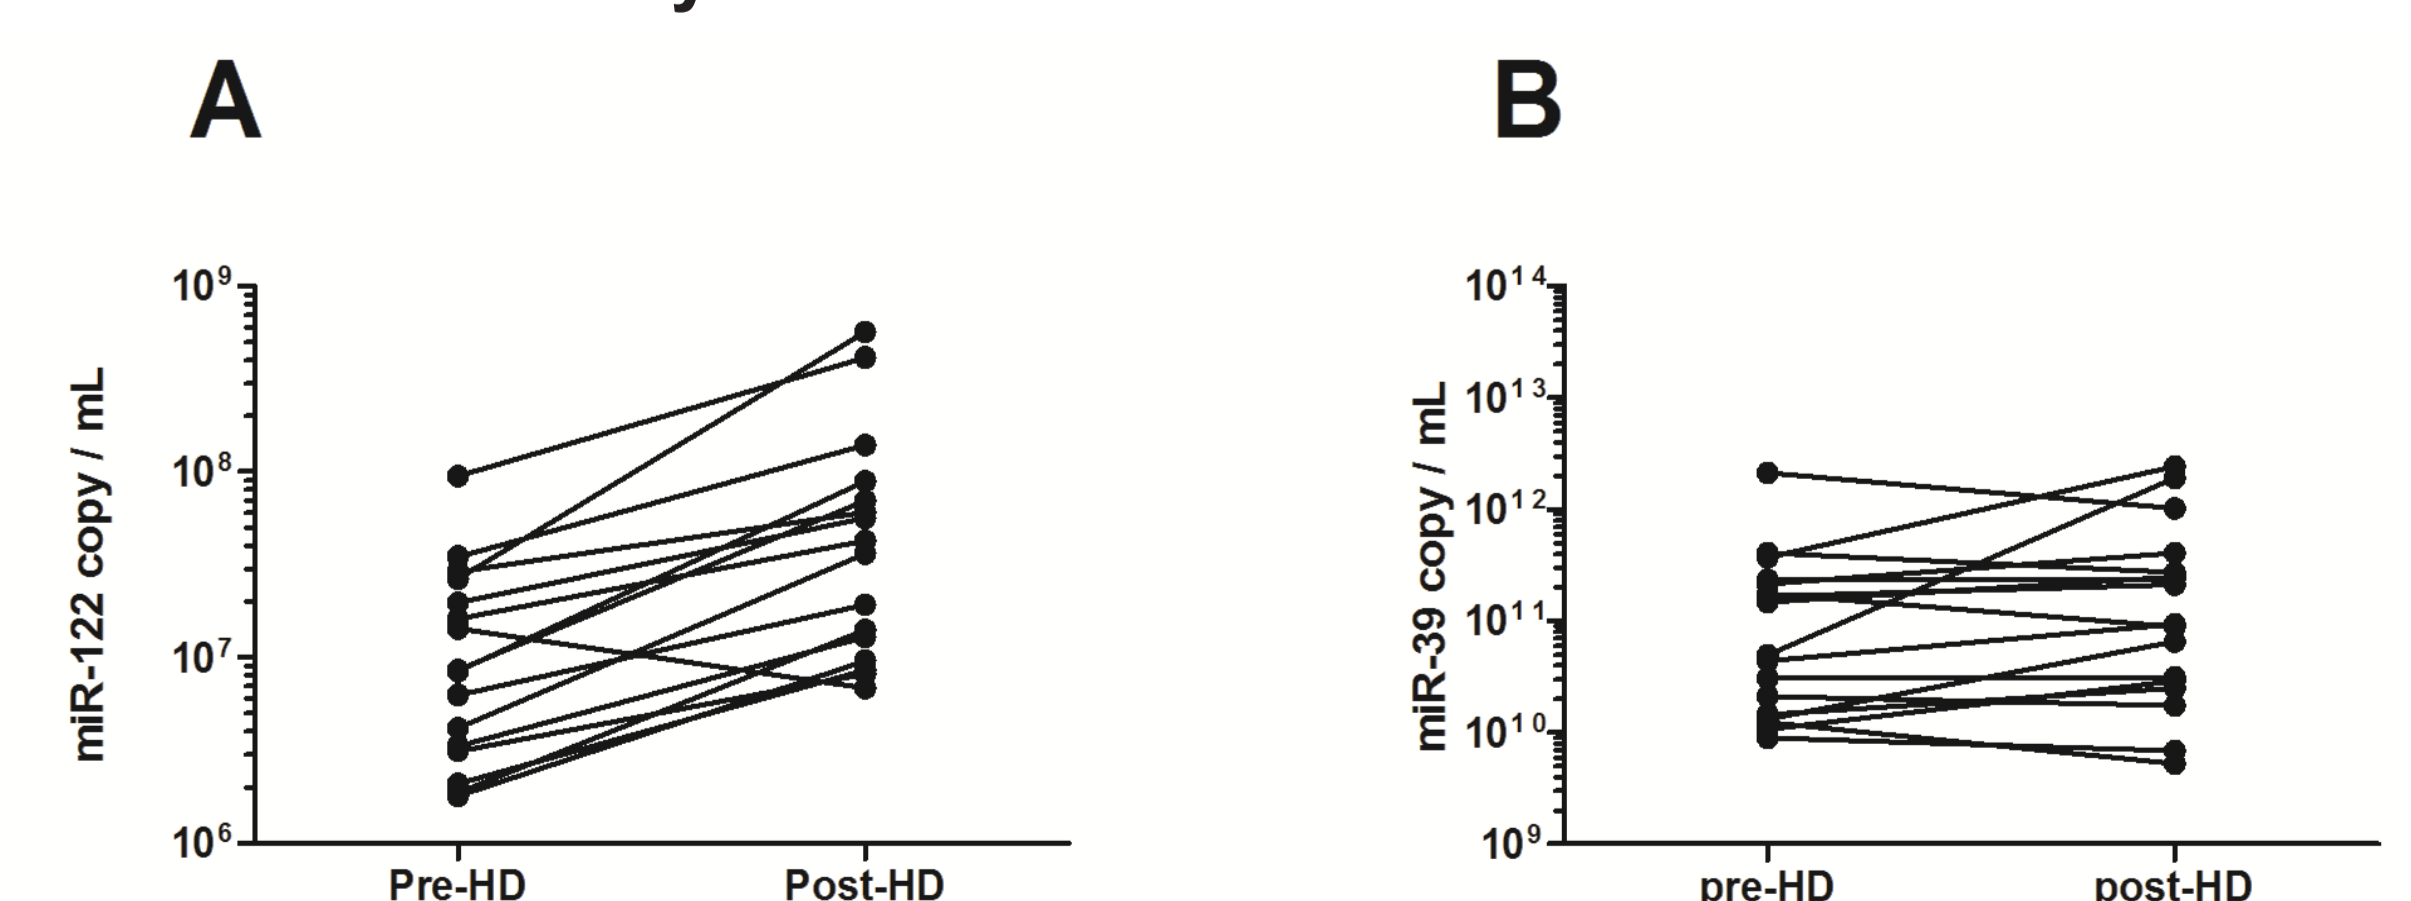 A
B
miR-122 copy / mL
10⁹
10⁸
10⁷
10⁶
Pre-HD
Post-HD
miR-39 copy / mL
10¹⁴
10¹³
10¹²
10¹¹
10¹⁰
10⁹
pre-HD
post-HD